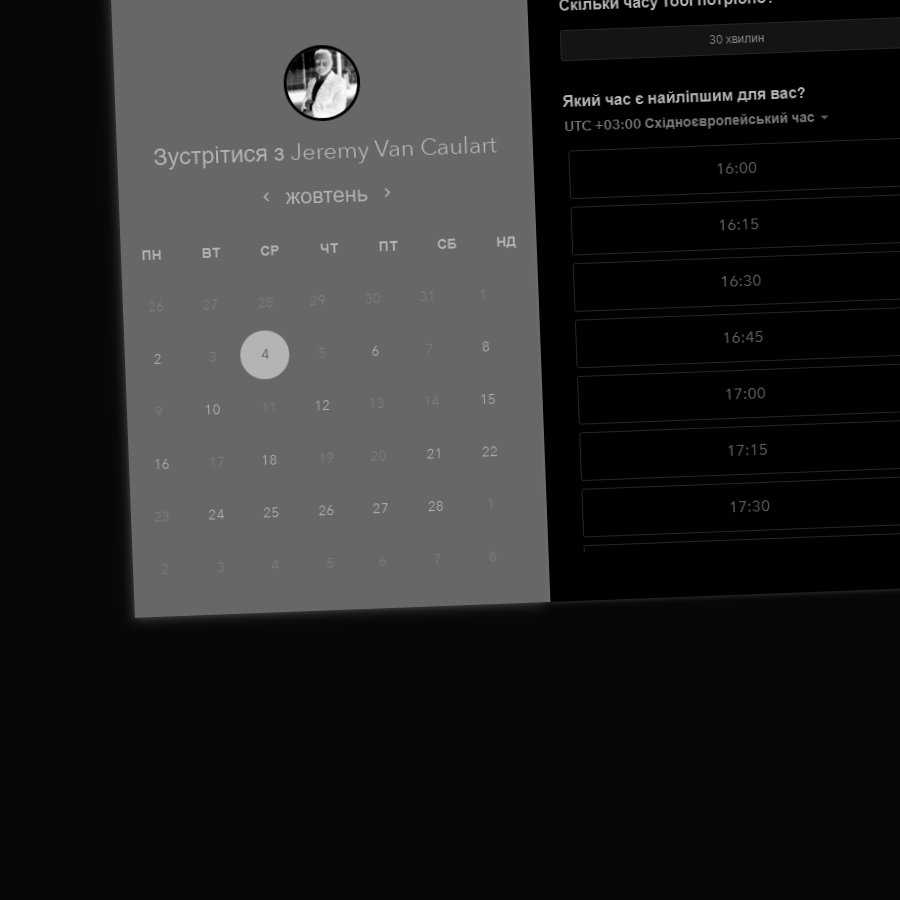 Зустрітися з Jeremy Van Caulart
жовтень
ПН ВТ СР ЧТ ПТ СБ НД
26 27 28 29 30 31 1
2 3 4 5 6 7 8
9 10 11 12 13 14 15
16 17 18 19 20 21 22
23 24 25 26 27 28 1
2 3 4 5 6 7 8
Скільки часу тобі потрібно?
30 хвилин
Який час є найліпшим для вас?
UTC +03:00 Східноєвропейський час
16:00
16:15
16:30
16:45
17:00
17:15
17:30